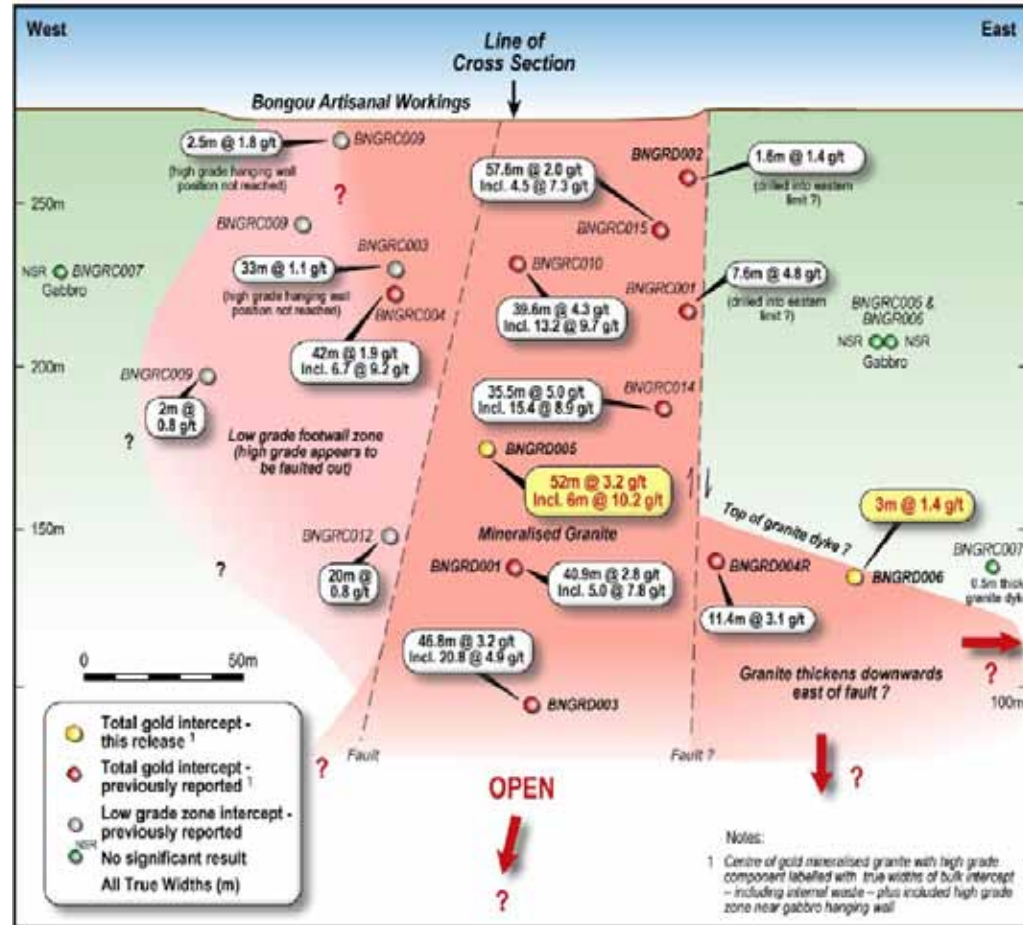 West
East
Line of
Cross Section
Bongou Artisanal Workings
2.5m @ 1.8 g/t
BNGRC009
(high grade hanging wall
position not reached)
?
57.6m @ 2.0 g/t
Incl. 4.5 @ 7.3 g/t
BNGRD002
1.6m @ 1.4 g/t
(drilled into eastern
limit ?)
250m
BNGRC009
BNGRC015
BNGRC003
NSR
BNGRC007
Gabbro
33m @ 1.1 g/t
(high grade hanging wall
position not reached)
BNGRC004
BNGRC010
BNGRC001
7.6m @ 4.8 g/t
(drilled into eastern
limit ?)
39.6m @ 4.3 g/t
Incl. 13.2 @ 9.7 g/t
BNGRC005 &
BNGR006
NSR
NSR
Gabbro
42m @ 1.9 g/t
Incl. 6.7 @ 9.2 g/t
200m
BNGRC009
2m @
0.8 g/t
35.5m @ 5.0 g/t
Incl. 15.4 @ 8.9 g/t
BNGRC014
?
Low grade footwall zone
(high grade appears to
be faulted out)
BNGRD005
52m @ 3.2 g/t
Incl. 6m @ 10.2 g/t
3m @ 1.4 g/t
150m
Top of granite dyke ?
BNGRC012
Mineralised Granite
BNGRC007
0.5m thick
granite dyke
?
20m @
0.8 g/t
BNGRD001
40.9m @ 2.8 g/t
Incl. 5.0 @ 7.8 g/t
BNGRD004R
BNGRD006
11.4m @ 3.1 g/t
46.8m @ 3.2 g/t
Incl. 20.8 @ 4.9 g/t
0
50m
?
Granite thickens downwards
east of fault ?
100m
BNGRD003
Total gold intercept -
this release 1
Total gold intercept -
previously reported 1
Low grade zone intercept -
previously reported
NSR
No significant result
All True Widths (m)
Fault
?
Fault ?
OPEN
?
?
Notes:
1 Centre of gold mineralised granite with high grade
component labelled with true widths of bulk intercept
– including internal waste – plus included high grade
zone near gabbro hanging wall